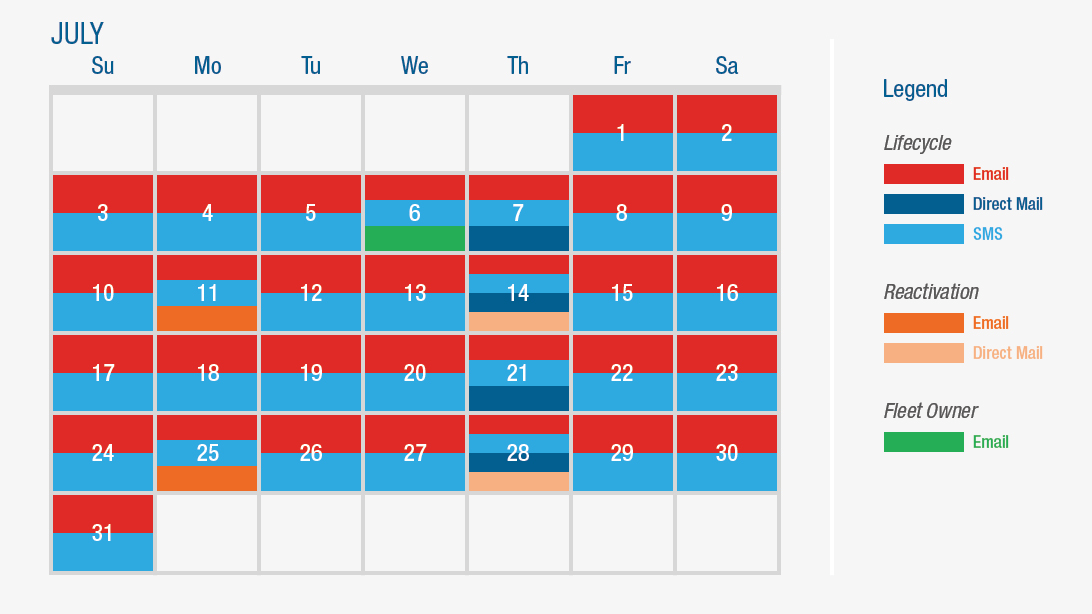 JULY
Su Mo Tu We Th Fr Sa
1 2
3 4 5 6 7 8 9
10 11 12 13 14 15 16
17 18 19 20 21 22 23
24 25 26 27 28 29 30
31
Legend
Lifecycle
Email
Direct Mail
SMS
Reactivation
Email
Direct Mail
Fleet Owner
Email